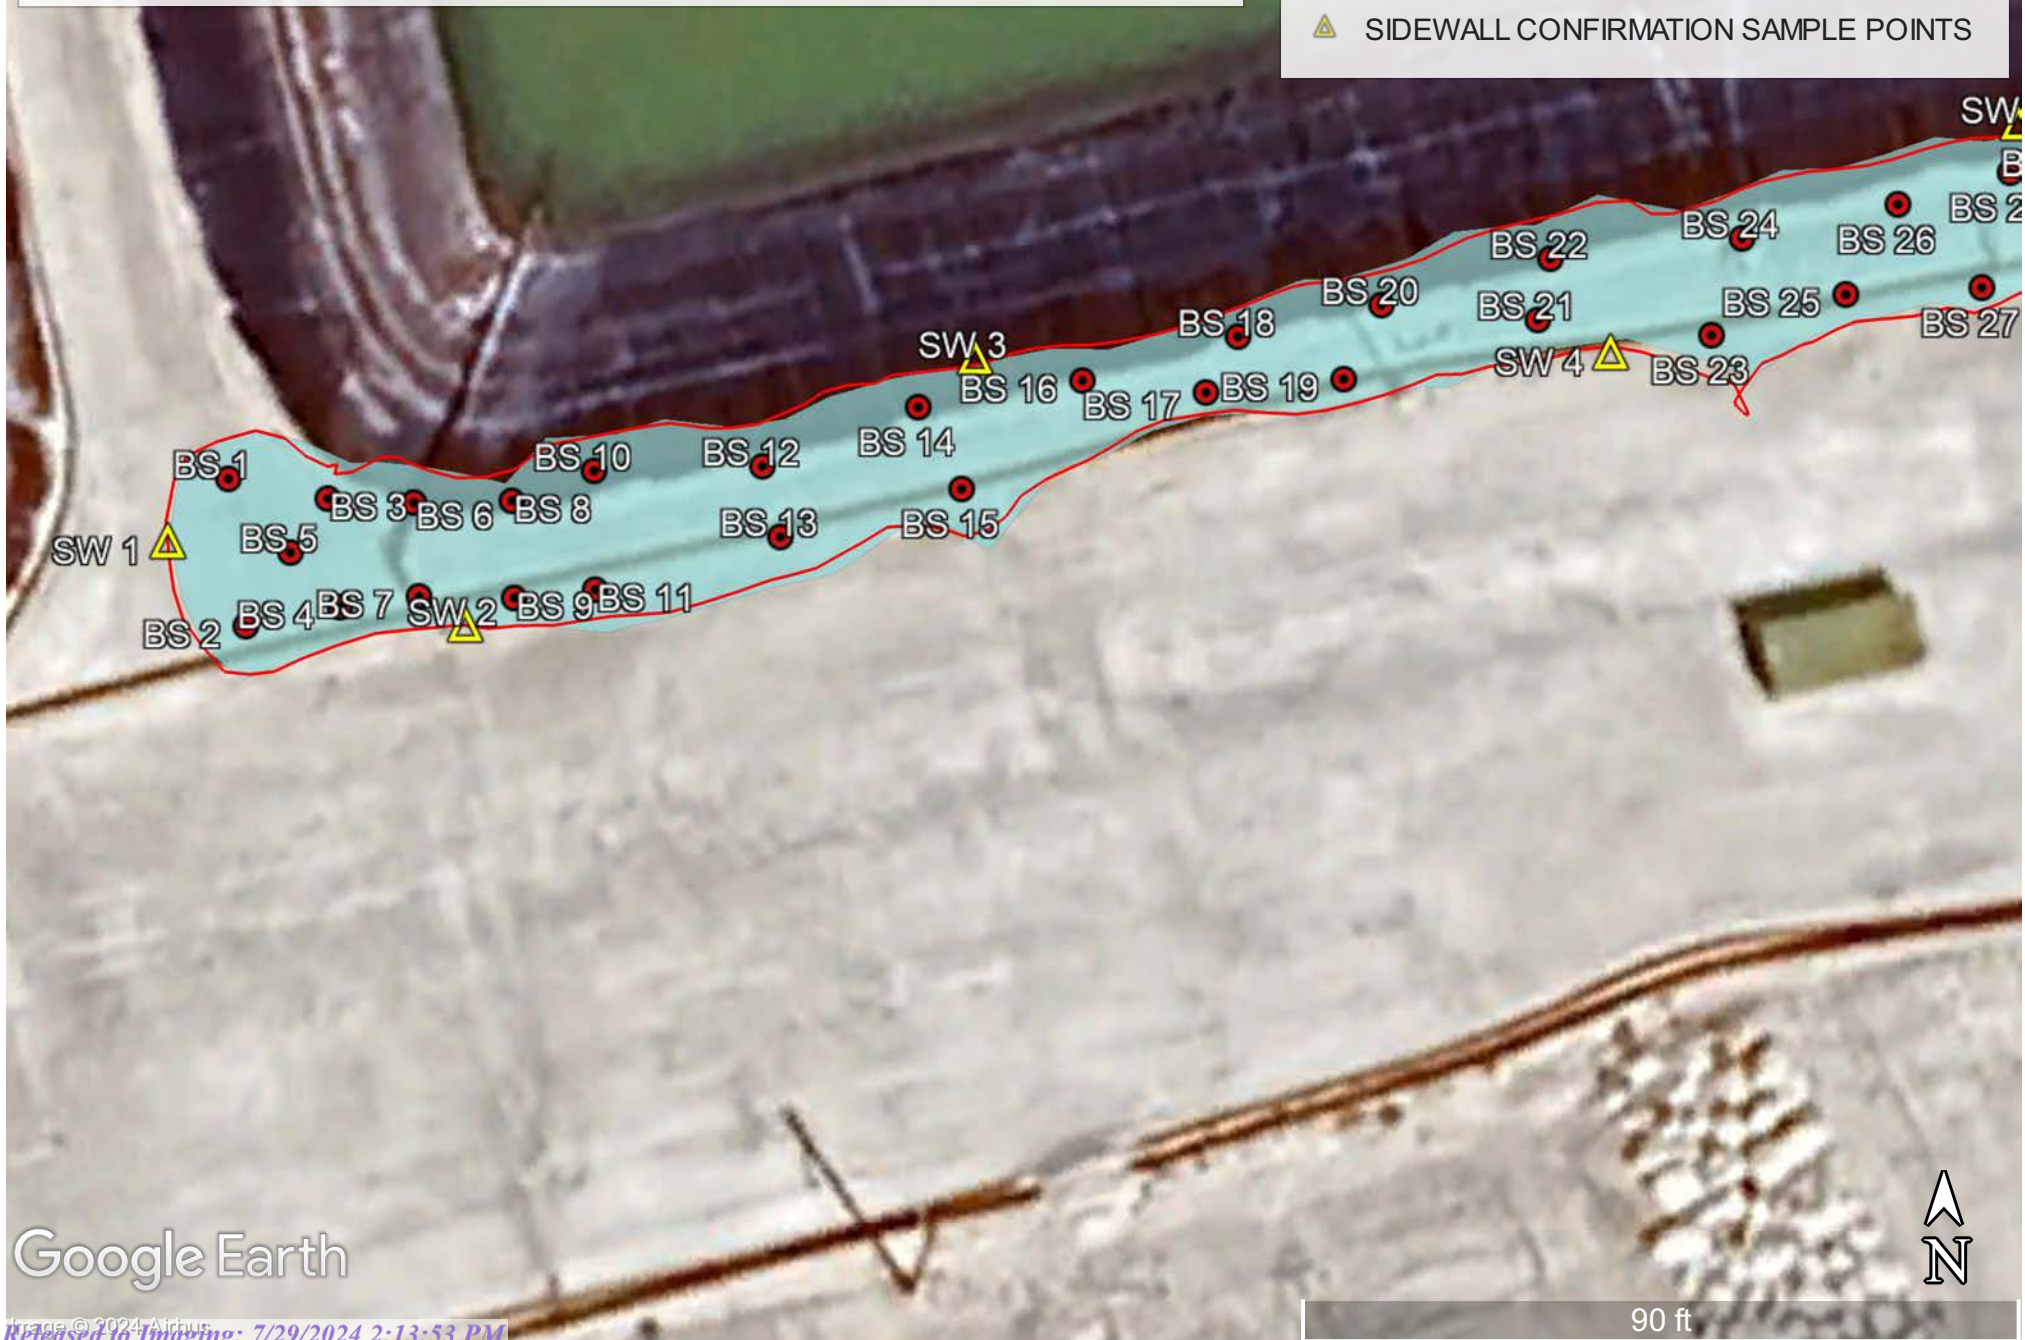 SIDEWALL CONFIRMATION SAMPLE POINTS
SW
B
BS 2
BS 24
BS 26
BS 22
BS 20
BS 21
BS 25
BS 18
BS 27
SW 3
SW 4
BS 23
BS 16
BS 19
BS 17
BS 14
BS 12
BS 10
BS 1
BS 3
BS 6
BS 8
BS 15
BS 13
BS 5
SW 1
BS 11
BS 9
BS 7
SW 2
BS 4
BS 2
Google Earth
N
Image © 2024 Airbus
90 ft
Released to Imaging: 7/29/2024 2:13:53 PM